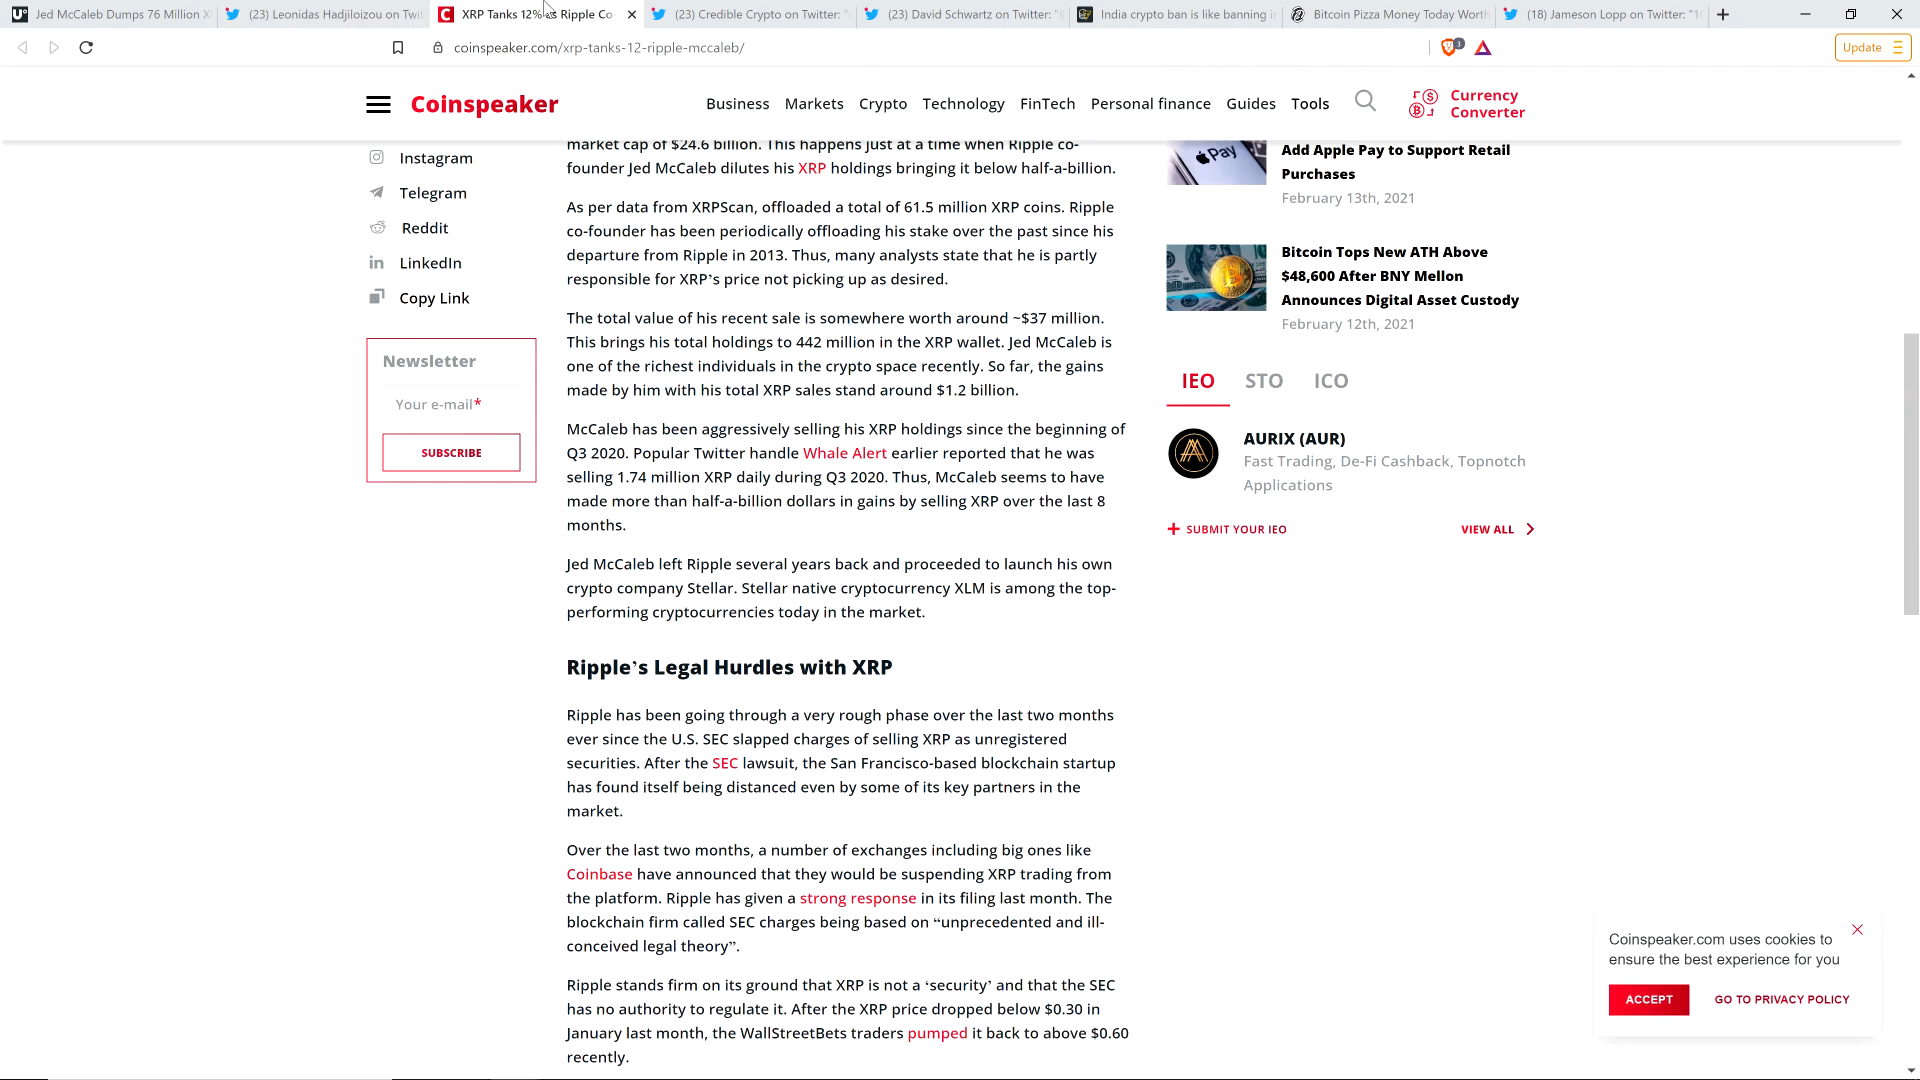 Jed McCaleb Dumps 76 Million X
(23) Leonidas Hadjiloizou on Twit
XRP Tanks 12% as Ripple Co
(23) Credible Crypto on Twitter: "
(23) David Schwartz on Twitter: "
India crypto ban is like banning i
Bitcoin Pizza Money Today Worth
(18) Jameson Lopp on Twitter: "1
coinspeaker.com/xrp-tanks-12-ripple-mccaleb/
3
Update
Coinspeaker
Business
Markets
Crypto
Technology
FinTech
Personal finance
Guides
Tools
Currency
Converter
Instagram
Telegram
Reddit
LinkedIn
Copy Link
Newsletter
Your e-mail*
SUBSCRIBE
market cap of $24.6 billion. This happens just at a time when Ripple co-
founder Jed McCaleb dilutes his XRP holdings bringing it below half-a-billion.
As per data from XRPScan, offloaded a total of 61.5 million XRP coins. Ripple
co-founder has been periodically offloading his stake over the past since his
departure from Ripple in 2013. Thus, many analysts state that he is partly
responsible for XRP’s price not picking up as desired.
The total value of his recent sale is somewhere worth around ~$37 million.
This brings his total holdings to 442 million in the XRP wallet. Jed McCaleb is
one of the richest individuals in the crypto space recently. So far, the gains
made by him with his total XRP sales stand around $1.2 billion.
McCaleb has been aggressively selling his XRP holdings since the beginning of
Q3 2020. Popular Twitter handle Whale Alert earlier reported that he was
selling 1.74 million XRP daily during Q3 2020. Thus, McCaleb seems to have
made more than half-a-billion dollars in gains by selling XRP over the last 8
months.
Jed McCaleb left Ripple several years back and proceeded to launch his own
crypto company Stellar. Stellar native cryptocurrency XLM is among the top-
performing cryptocurrencies today in the market.
Ripple’s Legal Hurdles with XRP
Ripple has been going through a very rough phase over the last two months
ever since the U.S. SEC slapped charges of selling XRP as unregistered
securities. After the SEC lawsuit, the San Francisco-based blockchain startup
has found itself being distanced even by some of its key partners in the
market.
Over the last two months, a number of exchanges including big ones like
Coinbase have announced that they would be suspending XRP trading from
the platform. Ripple has given a strong response in its filing last month. The
blockchain firm called SEC charges being based on “unprecedented and ill-
conceived legal theory”.
Ripple stands firm on its ground that XRP is not a ‘security’ and that the SEC
has no authority to regulate it. After the XRP price dropped below $0.30 in
January last month, the WallStreetBets traders pumped it back to above $0.60
recently.
Pay
Add Apple Pay to Support Retail
Purchases
February 13th, 2021
Bitcoin Tops New ATH Above
$48,600 After BNY Mellon
Announces Digital Asset Custody
February 12th, 2021
IEO
STO
ICO
AURIX (AUR)
Fast Trading, De-Fi Cashback, Topnotch
Applications
+ SUBMIT YOUR IEO
VIEW ALL
Coinspeaker.com uses cookies to
ensure the best experience for you
ACCEPT
GO TO PRIVACY POLICY